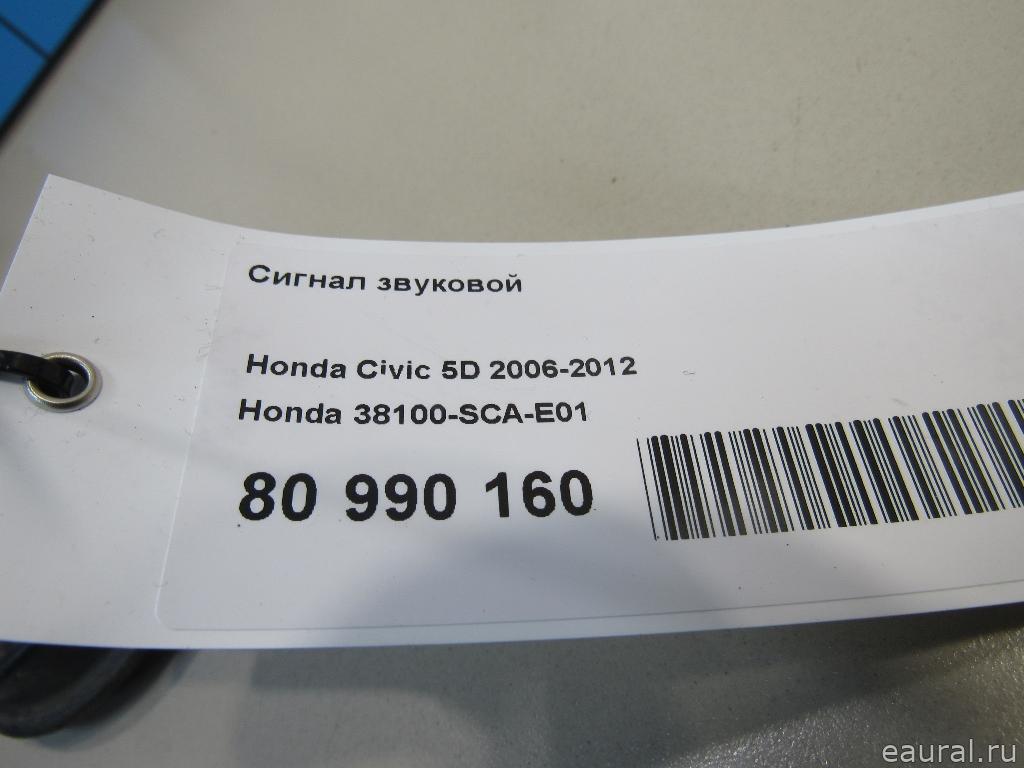 Сигнал звуковой
Honda Civic 5D 2006-2012
Honda 38100-SCA-E01
80 990 160
eaural.ru